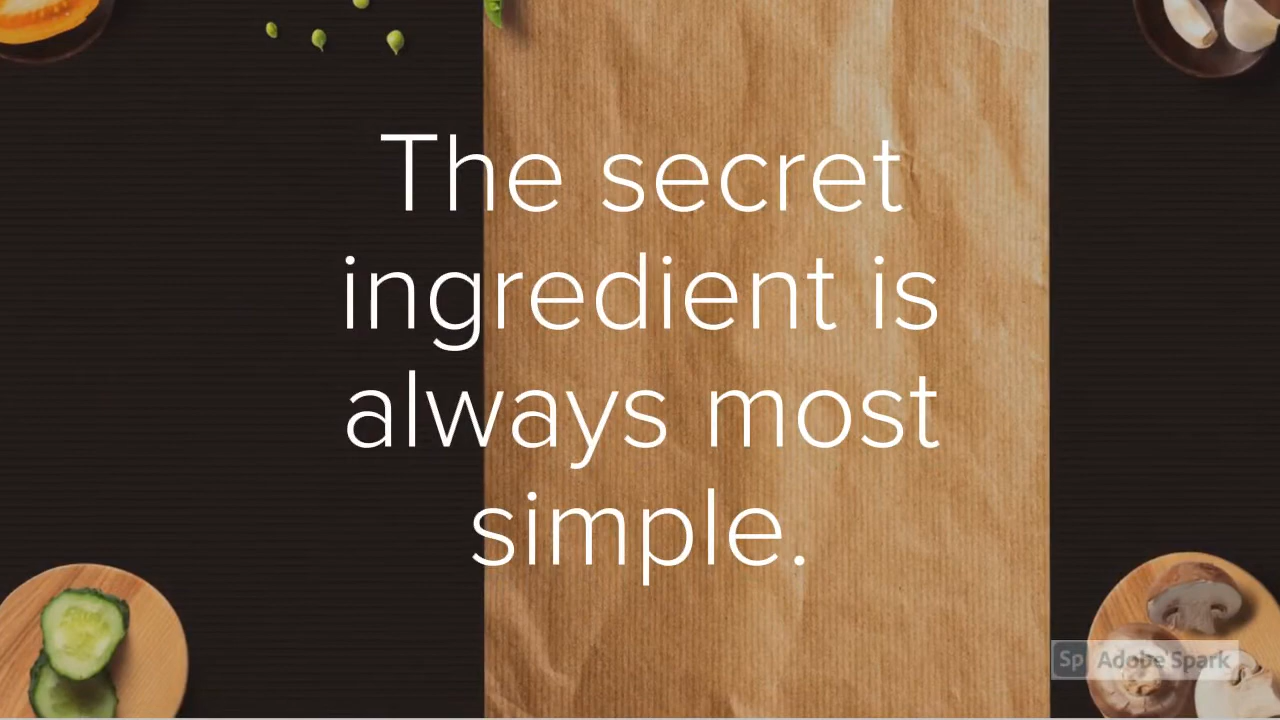 The secret
ingredient is
always most
simple.
Sp Adobe Spark